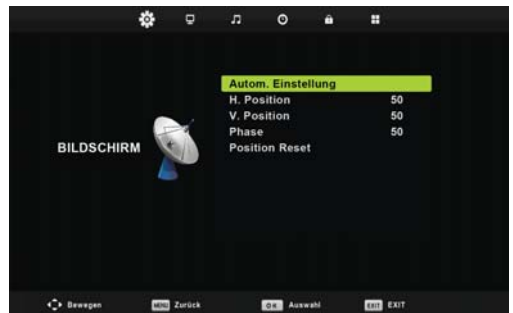 Autom. Einstellung
H. Position 50
V. Position 50
Phase 50
BILDSCHIRM
Position Reset
Bewegen MENU Zurück OK Auswahl EXIT EXIT